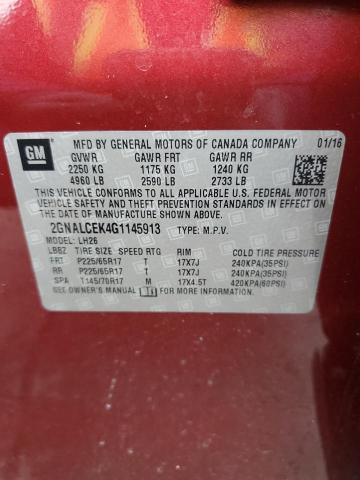 GM MFD BY GENERAL MOTORS OF CANADA COMPANY 01/16
GVWR GAWR FRT GAWR RR
2250 KG 1175 KG 1240 KG
4960 LB 2590 LB 2733 LB
THIS VEHICLE CONFORMS TO ALL APPLICABLE U.S. FEDERAL MOTOR
VEHICLE SAFETY AND THEFT PREVENTION STANDARDS IN EFFECT ON
THE DATE OF MANUFACTURE SHOWN ABOVE.
2GNALCEK4G1145913 TYPE: M.P.V.
MODEL: LH26
LBBZ TIRE SIZE SPEED RTG RIM COLD TIRE PRESSURE
FRT P225/65R17 T 17X7J 240KPA(35PSI)
RR P225/65R17 T 17X7J 240KPA(35PSI)
SPA T145/70R17 M 17X4.5T 420KPA(60PSI)
SEE OWNER'S MANUAL FOR MORE INFORMATION